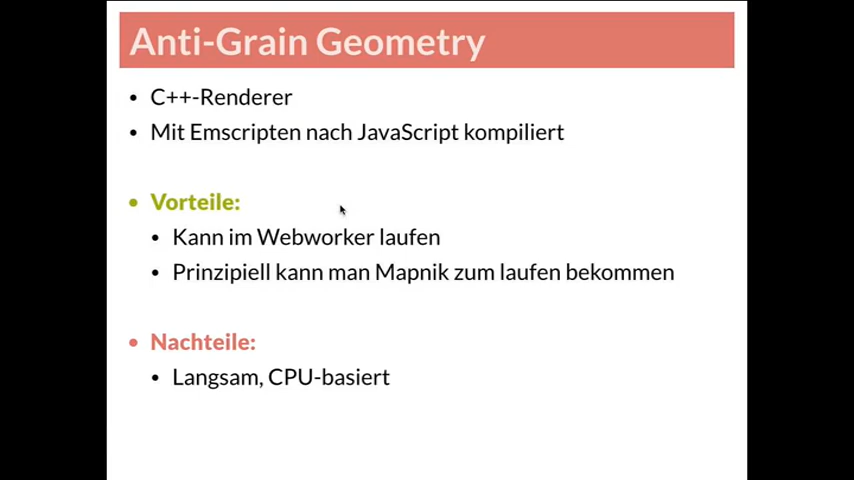 Anti-Grain Geometry
• C++-Renderer
• Mit Emscripten nach JavaScript kompiliert
• Vorteile:
• Kann im Webworker laufen
• Prinzipiell kann man Mapnik zum laufen bekommen
• Nachteile:
• Langsam, CPU-basiert